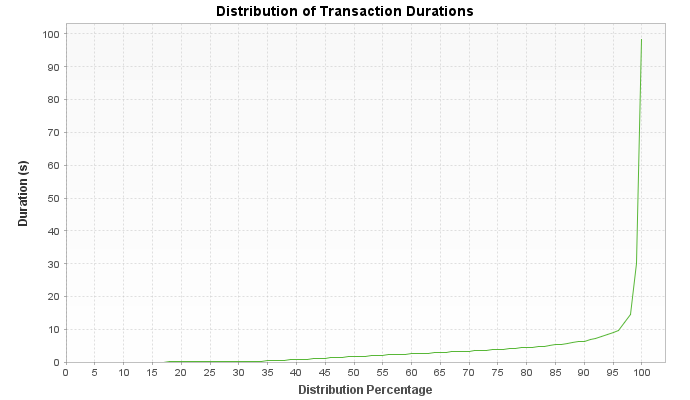 Distribution of Transaction Durations
Duration (s)
100
90
80
70
60
50
40
30
20
10
0
0 5 10 15 20 25 30 35 40 45 50 55 60 65 70 75 80 85 90 95 100
Distribution Percentage